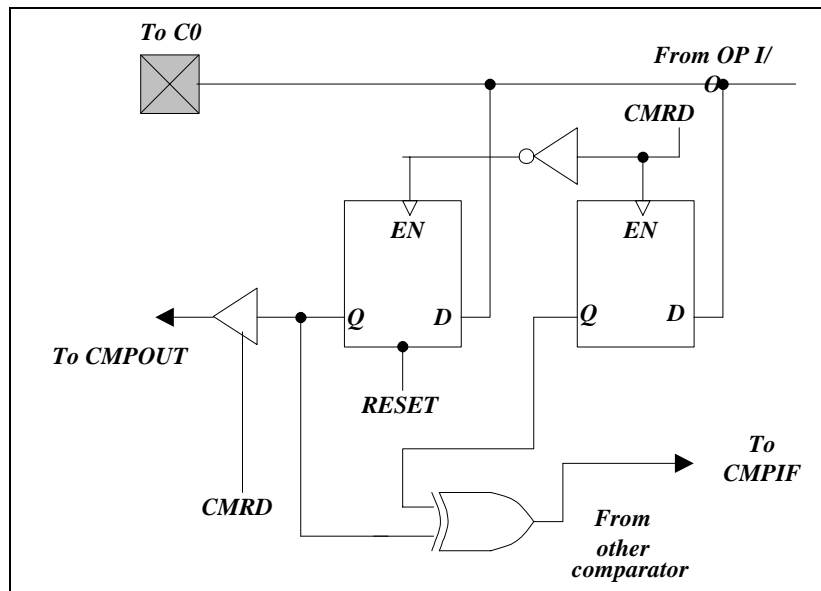 To C0
From OP I/
O
CMRD
EN
EN
Q
D
Q
D
To CMPOUT
RESET
To
CMPIF
CMRD
From
other
comparator